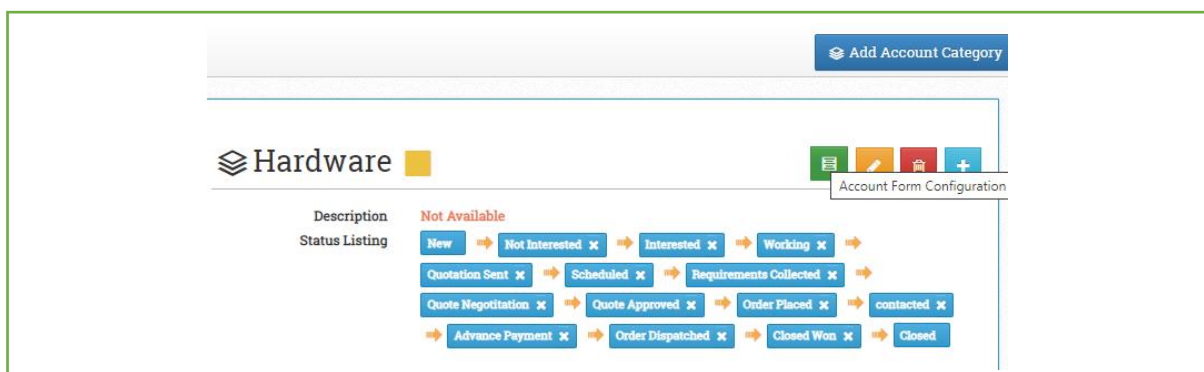 Add Account Category
Hardware
Account Form Configuration
Description Not Available
Status Listing New Not Interested Interested Working
Quotation Sent Scheduled Requirements Collected
Quote Negotitation Quote Approved Order Placed contacted
Advance Payment Order Dispatched Closed Won Closed